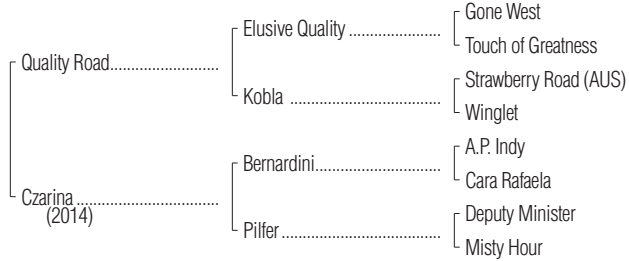 Gone West
Elusive Quality ........................
Touch of Greatness
Quality Road............................
Strawberry Road (AUS)
Kobla .......................................
Winglet
A.P. Indy
Bernardini................................
Cara Rafaela
Czarina ....................................
(2014)
Deputy Minister
Pilfer .........................................
Misty Hour